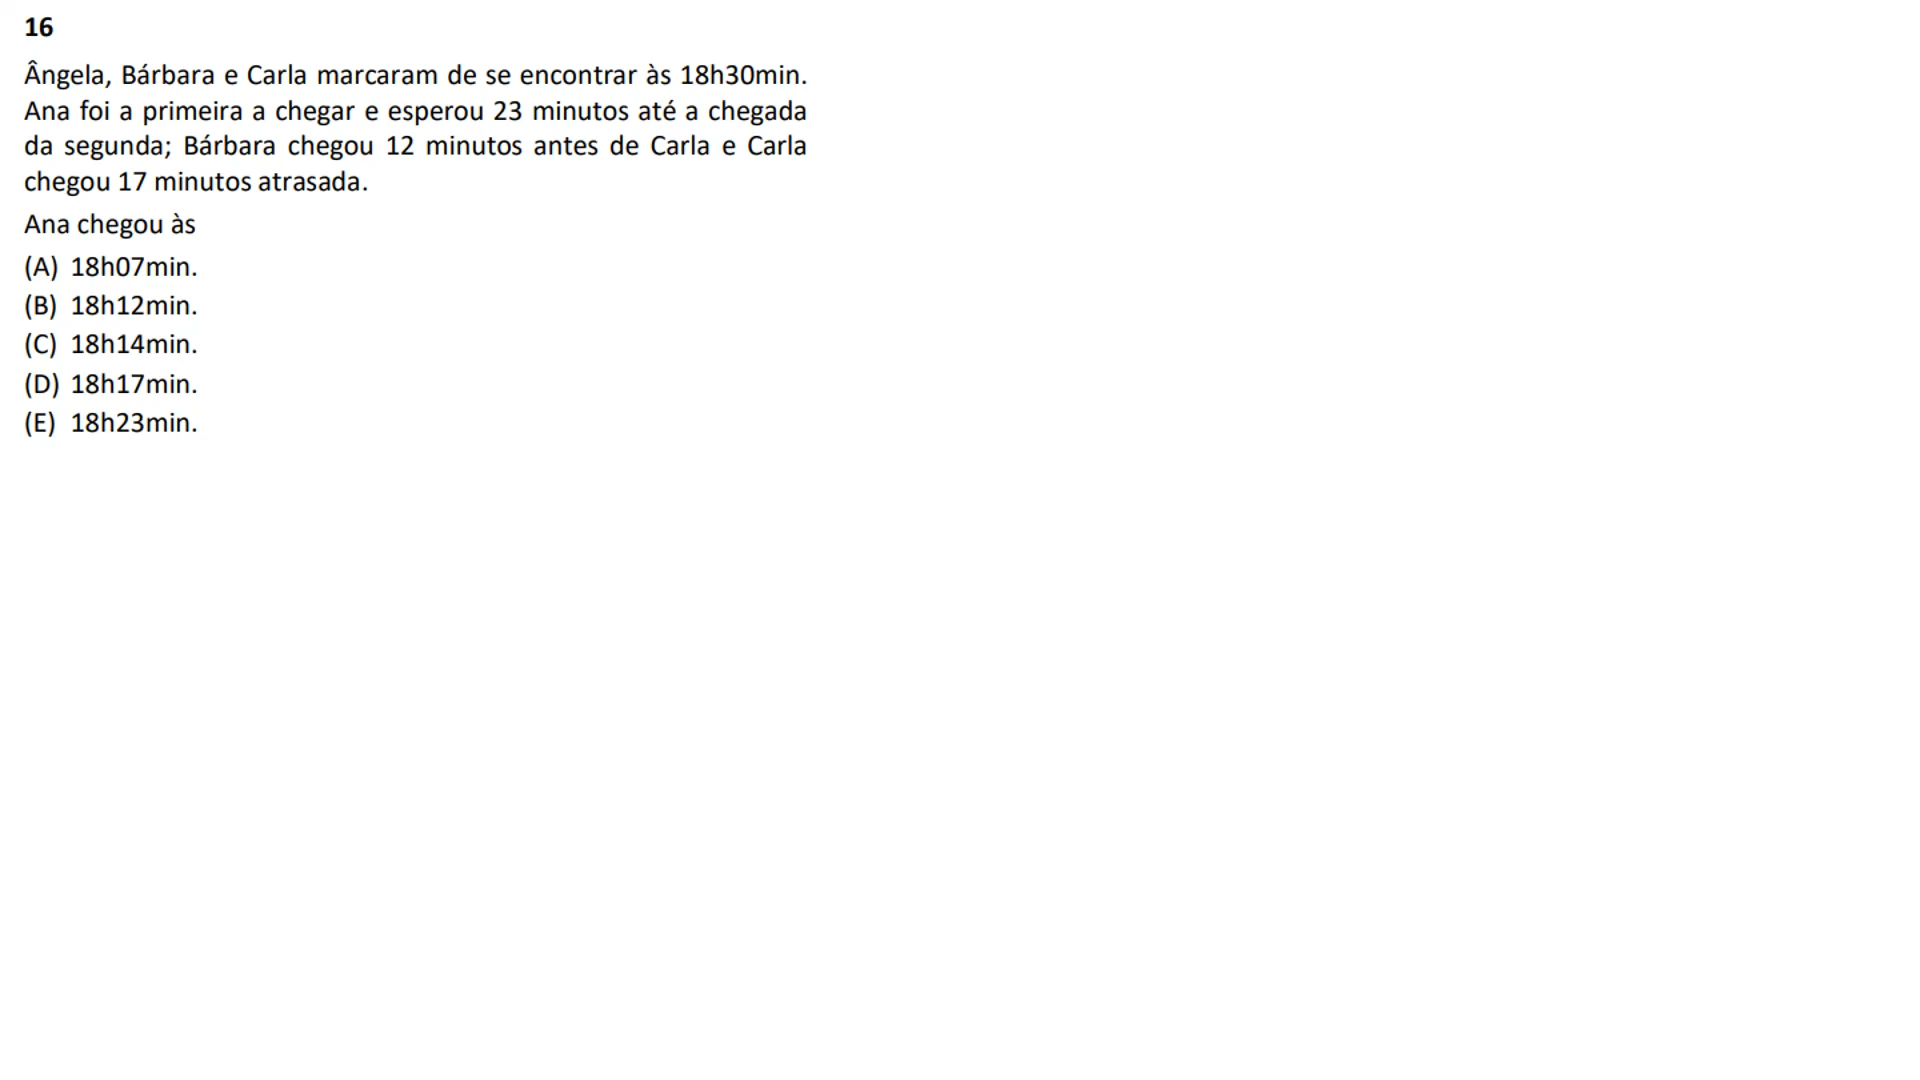 16
Ângela, Bárbara e Carla marcaram de se encontrar às 18h30min.
Ana foi a primeira a chegar e esperou 23 minutos até a chegada
da segunda; Bárbara chegou 12 minutos antes de Carla e Carla
chegou 17 minutos atrasada.
Ana chegou às
(A) 18h07min.
(B) 18h12min.
(C) 18h14min.
(D) 18h17min.
(E) 18h23min.